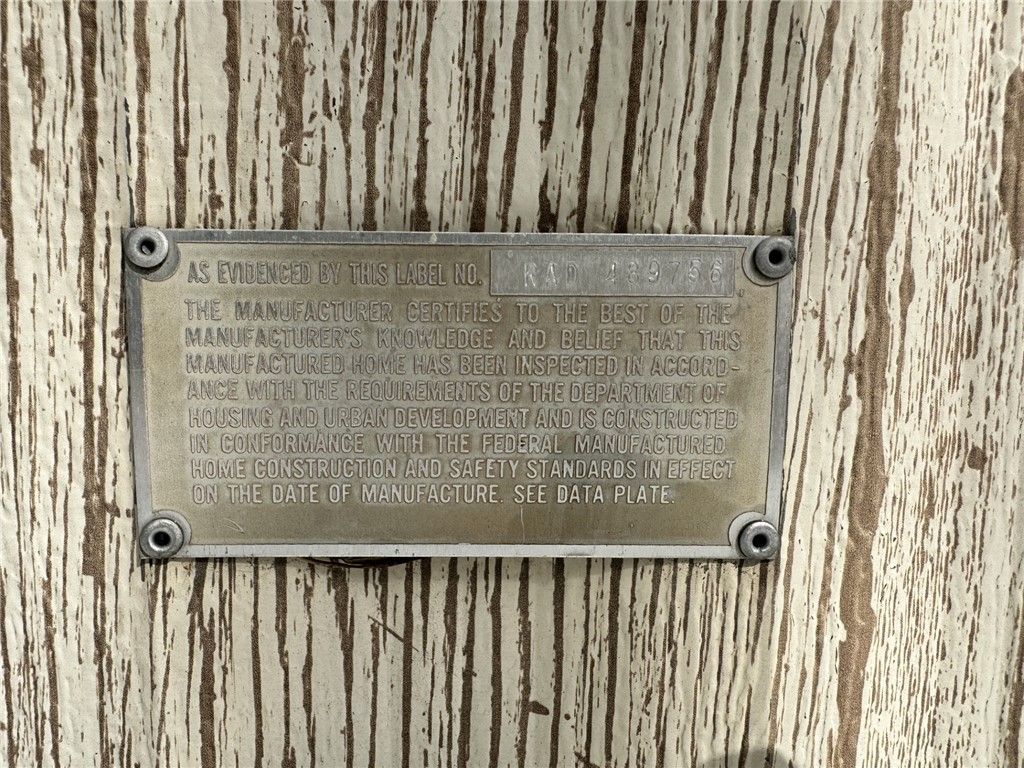 AS EVIDENCED BY THIS LABEL NO. RAD 489756
THE MANUFACTURER CERTIFIES TO THE BEST OF THE
MANUFACTURER'S KNOWLEDGE AND BELIEF THAT THIS
MANUFACTURED HOME HAS BEEN INSPECTED IN ACCORD-
ANCE WITH THE REQUIREMENTS OF THE DEPARTMENT OF
HOUSING AND URBAN DEVELOPMENT AND IS CONSTRUCTED
IN CONFORMANCE WITH THE FEDERAL MANUFACTURED
HOME CONSTRUCTION AND SAFETY STANDARDS IN EFFECT
ON THE DATE OF MANUFACTURE. SEE DATA PLATE.